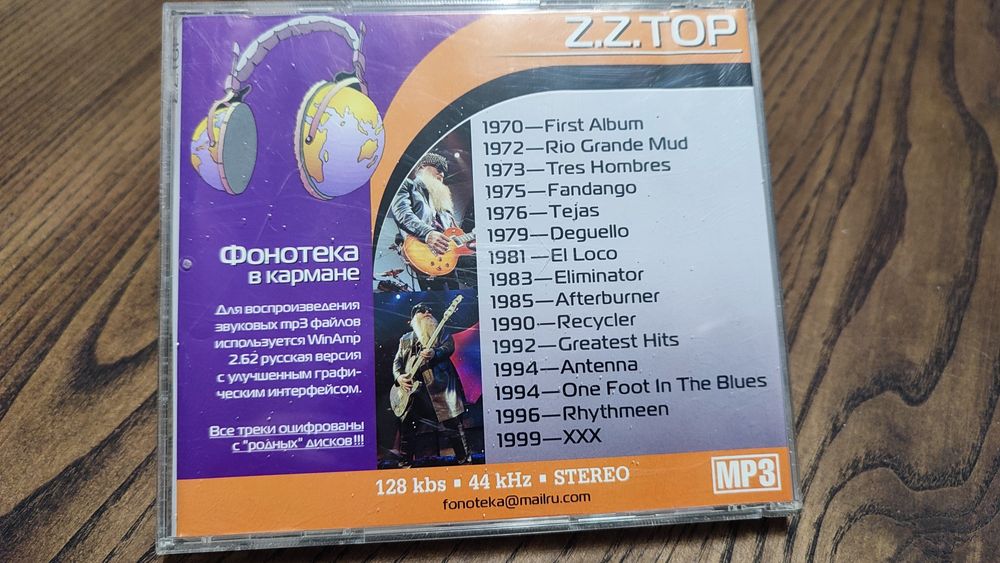 Z.Z.TOP
1970—First Album
1972—Rio Grande Mud
1973—Tres Hombres
1975—Fandango
1976—Tejas
1979—Deguello
1981—El Loco
1983—Eliminator
1985—Afterburner
1990—Recycler
1992—Greatest Hits
1994—Antenna
1994—One Foot In The Blues
1996—Rhythmeen
1999—XXX
Фонотека
в кармане
Для воспроизведения
звуковых mp3 файлов
используется WinAmp
2.62 русская версия
с улучшенным графи-
ческим интерфейсом.
Все треки оцифрованы
с "родных" дисков!!!
128 kbs ▪ 44 kHz ▪ STEREO
fonoteka@mailru.com
MP3